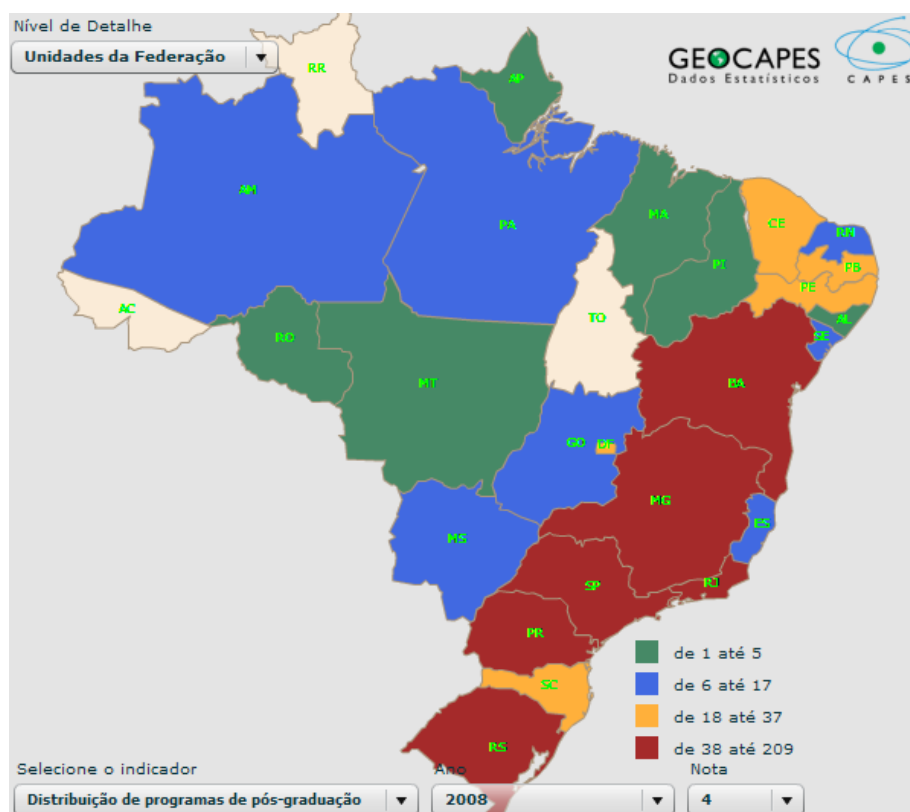 Nível de Detalhe
Unidades da Federação
GEOCAPES
Dados Estatísticos
CAPES
RR
AP
AM
PA
MA
CE
RN
PI
PB
PE
AC
TO
AL
SE
RO
MT
BA
GO
DF
MG
ES
MS
SP
RJ
PR
SC
RS
de 1 até 5
de 6 até 17
de 18 até 37
de 38 até 209
Selecione o indicador
Ano
Nota
Distribuição de programas de pós-graduação
2008
4